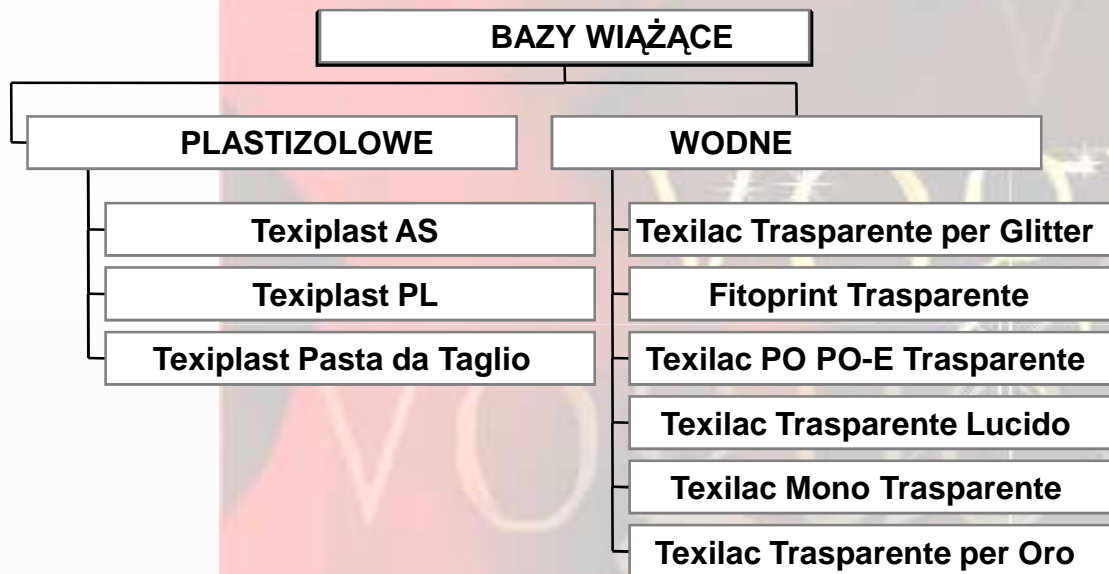 BAZY WIĄŻĄCE
PLASTIZOLOWE
Texiplast AS
Texiplast PL
Texiplast Pasta da Taglio
WODNE
Texilac Trasparente per Glitter
Fitoprint Trasparente
Texilac PO PO-E Trasparente
Texilac Trasparente Lucido
Texilac Mono Trasparente
Texilac Trasparente per Oro